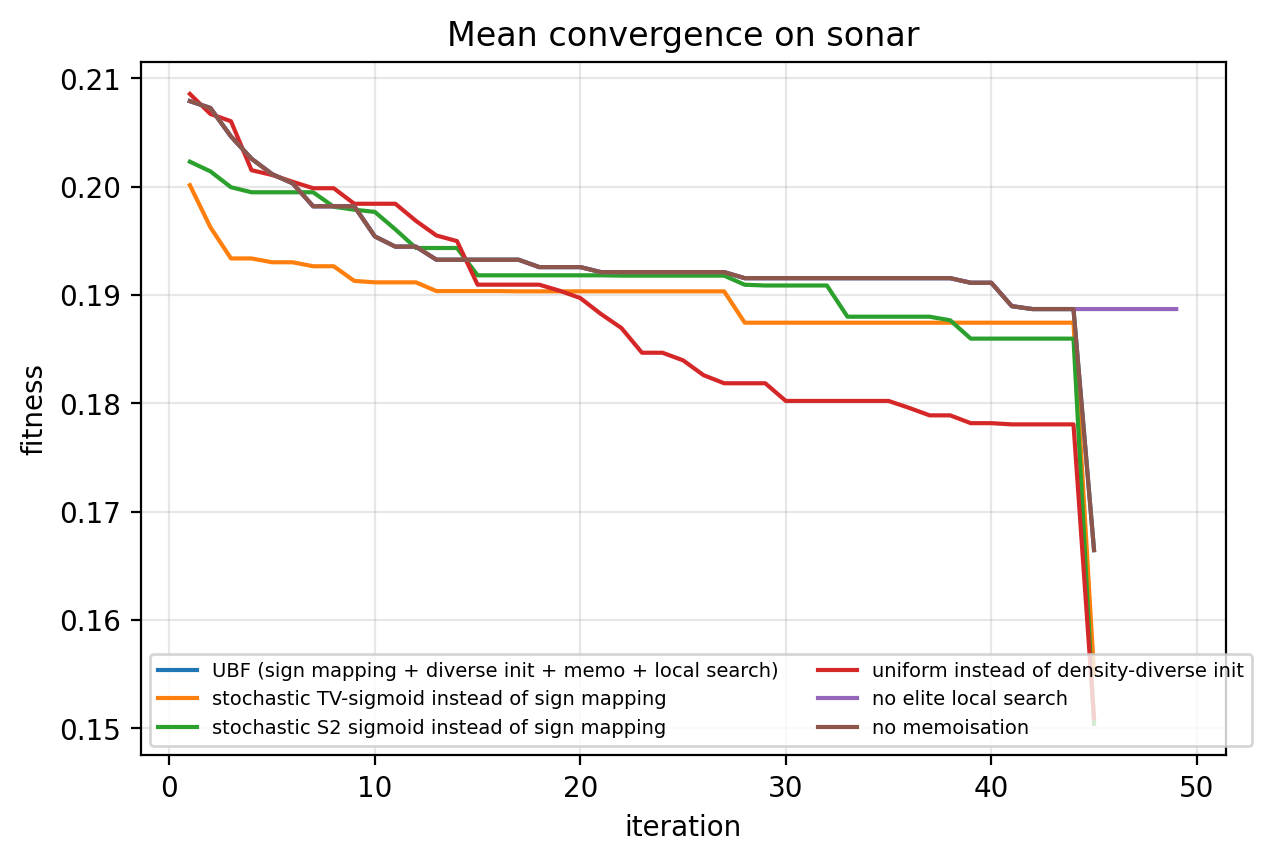 Mean convergence on sonar
0.21
0.20
0.19
0.18
0.17
0.16
0.15
fitness
UBF (sign mapping + diverse init + memo + local search)
stochastic TV-sigmoid instead of sign mapping
stochastic S2 sigmoid instead of sign mapping
uniform instead of density-diverse init
no elite local search
no memoisation
0 10 20 30 40 50
iteration